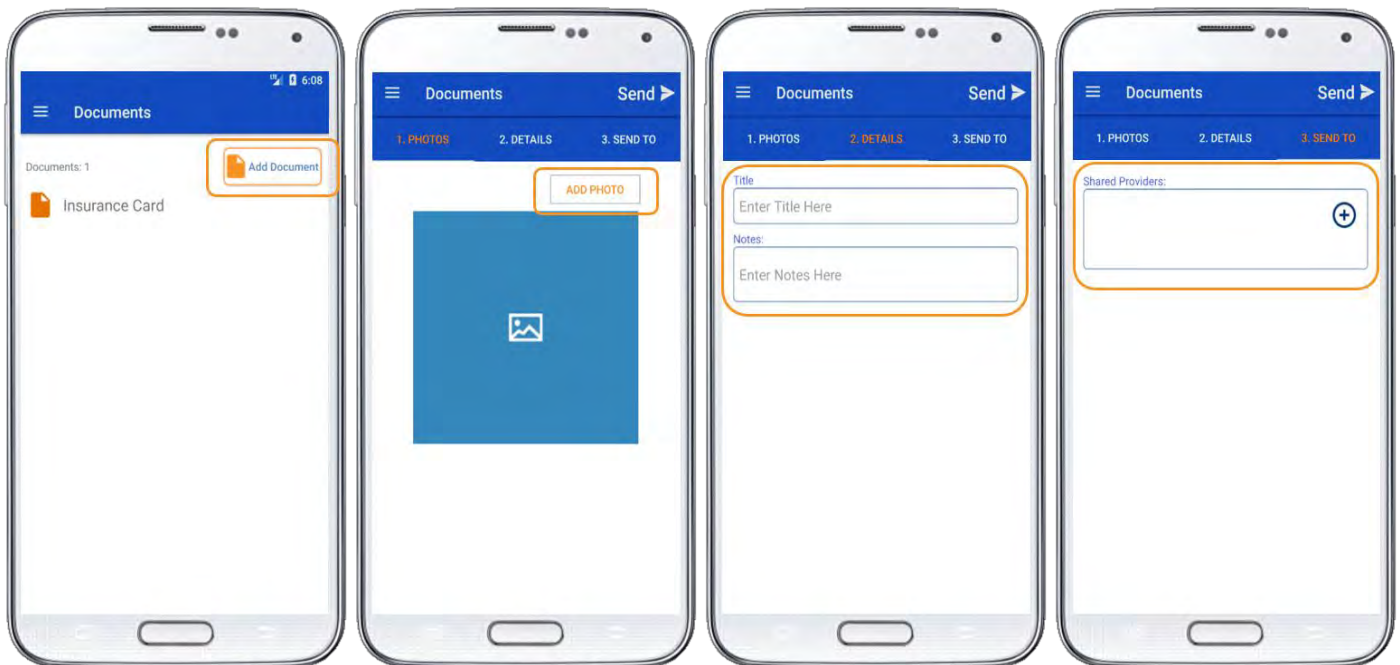 6:08
Documents
Documents: 1
Add Document
Insurance Card
Documents
Send
1. PHOTOS 2. DETAILS 3. SEND TO
ADD PHOTO
Documents
Send
1. PHOTOS 2. DETAILS 3. SEND TO
Title
Enter Title Here
Notes:
Enter Notes Here
Documents
Send
1. PHOTOS 2. DETAILS 3. SEND TO
Shared Providers: